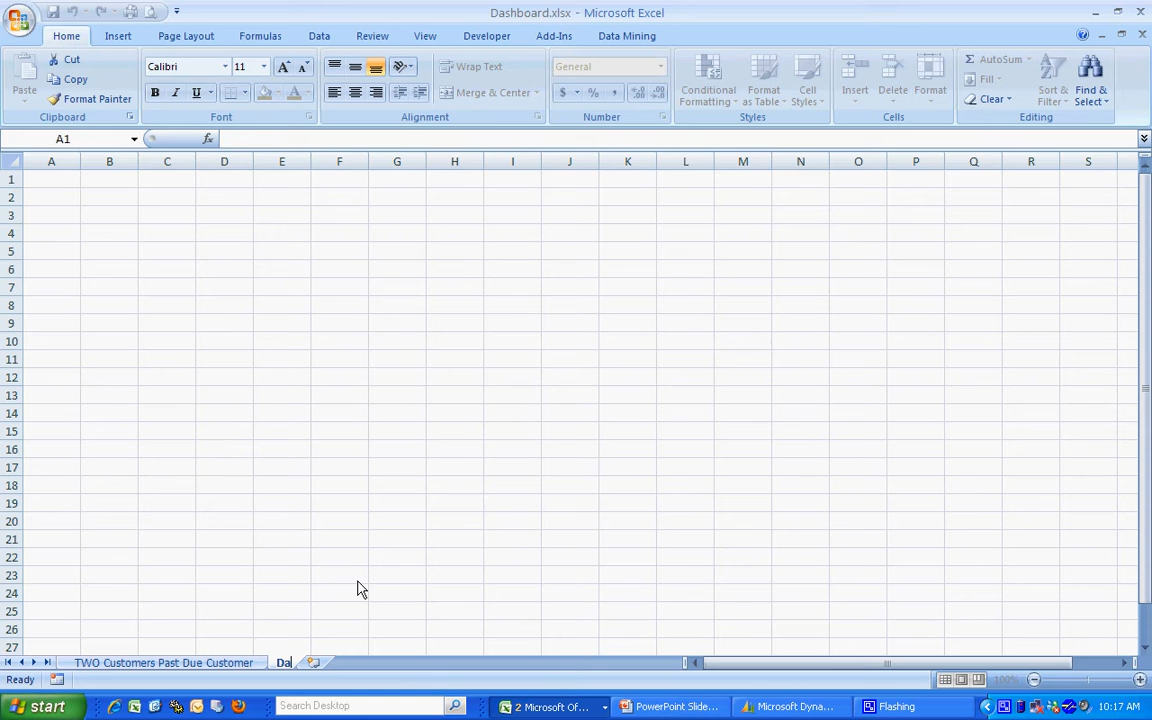 Dashboard.xlsx - Microsoft Excel
Home Insert Page Layout Formulas Data Review View Developer Add-Ins Data Mining
Paste Cut Calibri 11 Wrap Text General Conditional Formatting Format as Table Cell Styles Insert Delete Format AutoSum Sort & Filter Find & Select
Copy Fill
Format Painter B I U Merge & Center $ % , Clear
Clipboard Font Alignment Number Styles Cells Editing
A1 fx
A B C D E F G H I J K L M N O P Q R S
1
2
3
4
5
6
7
8
9
10
11
12
13
14
15
16
17
18
19
20
21
22
23
24
25
26
27
TWO Customers Past Due Customer Da
Ready 100%
start Search Desktop 2 Microsoft Of... PowerPoint Slide... Microsoft Dyna... Flashing 10:17 AM